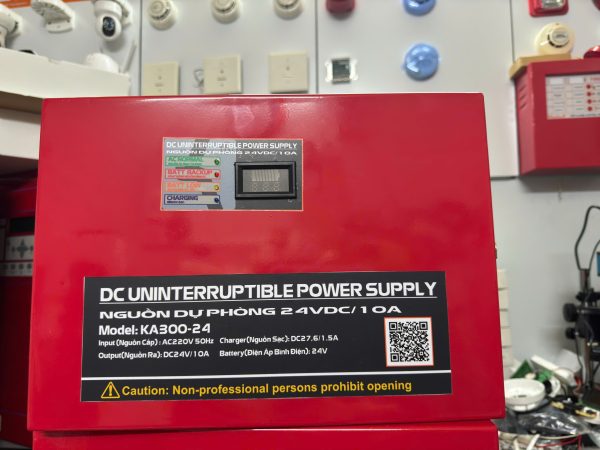 DC UNINTERRUPTIBLE POWER SUPPLY
NGUỒN DỰ PHÒNG 24VDC/10A
AC NORMAL
BATT BACKUP
BATT LOW
CHARGING
DC UNINTERRUPTIBLE POWER SUPPLY
NGUỒN DỰ PHÒNG 24VDC/10A
Model: KA300-24
Input(Nguồn Cấp) : AC220V 50Hz Charger(Nguồn Sạc): DC27.6/1.5A
Output(Nguồn Ra): DC24V/10A Battery(Điện Áp Bình Điện): 24V
Caution: Non-professional persons prohibit opening